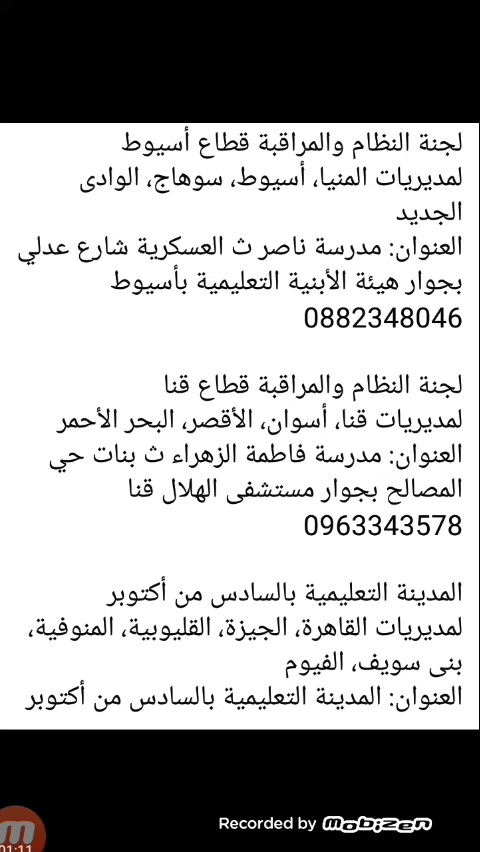 لجنة النظام والمراقبة قطاع أسيوط
لمديريات المنيا، أسيوط، سوهاج، الوادى
الجديد
العنوان: مدرسة ناصر ث العسكرية شارع عدلي
بجوار هيئة الأبنية التعليمية بأسيوط
0882348046
لجنة النظام والمراقبة قطاع قنا
لمديريات قنا، أسوان، الأقصر، البحر الأحمر
العنوان: مدرسة فاطمة الزهراء ث بنات حي
المصالح بجوار مستشفى الهلال قنا
0963343578
المدينة التعليمية بالسادس من أكتوبر
لمديريات القاهرة، الجيزة، القليوبية، المنوفية،
بنى سويف، الفيوم
العنوان: المدينة التعليمية بالسادس من أكتوبر
Recorded by mobizen
01:11